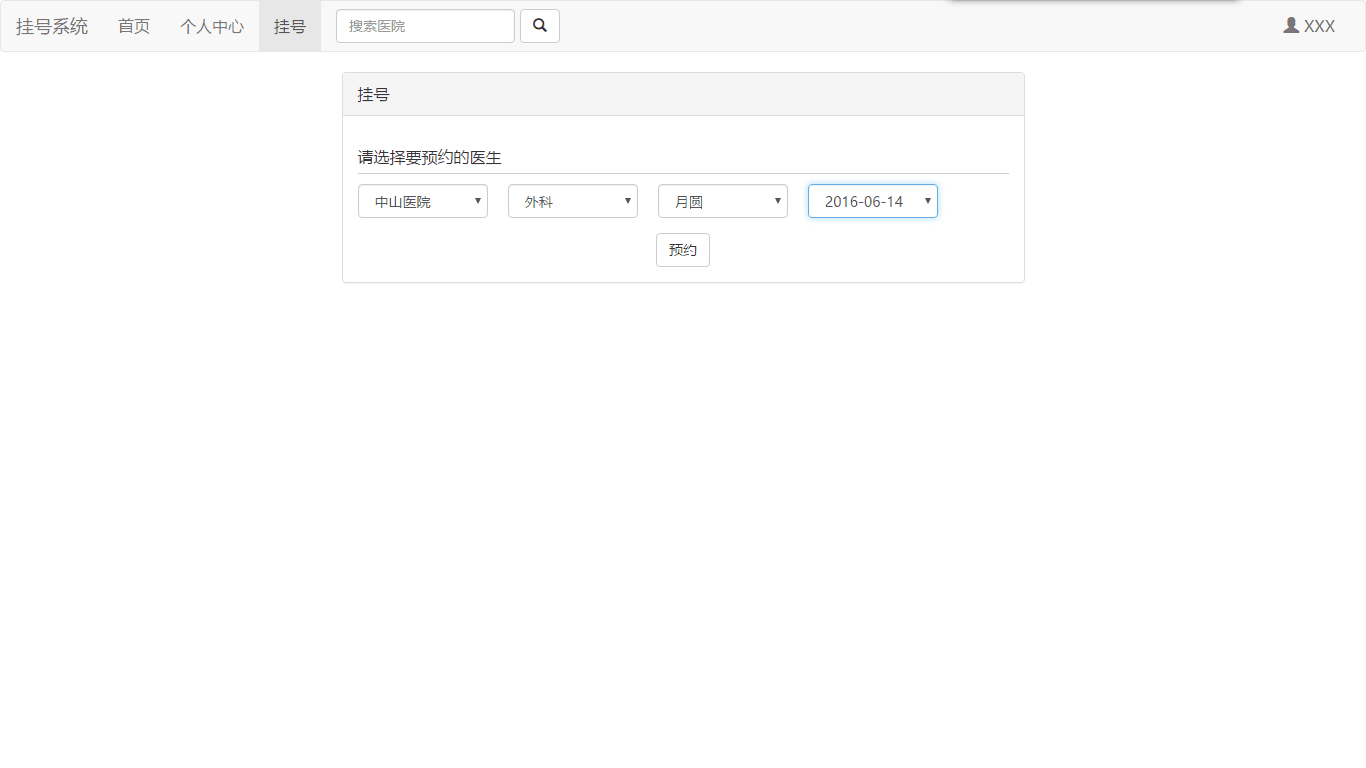 挂号系统 首页 个人中心 挂号 搜索医院 XXX
挂号
请选择要预约的医生
中山医院 外科 月圆 2016-06-14
预约